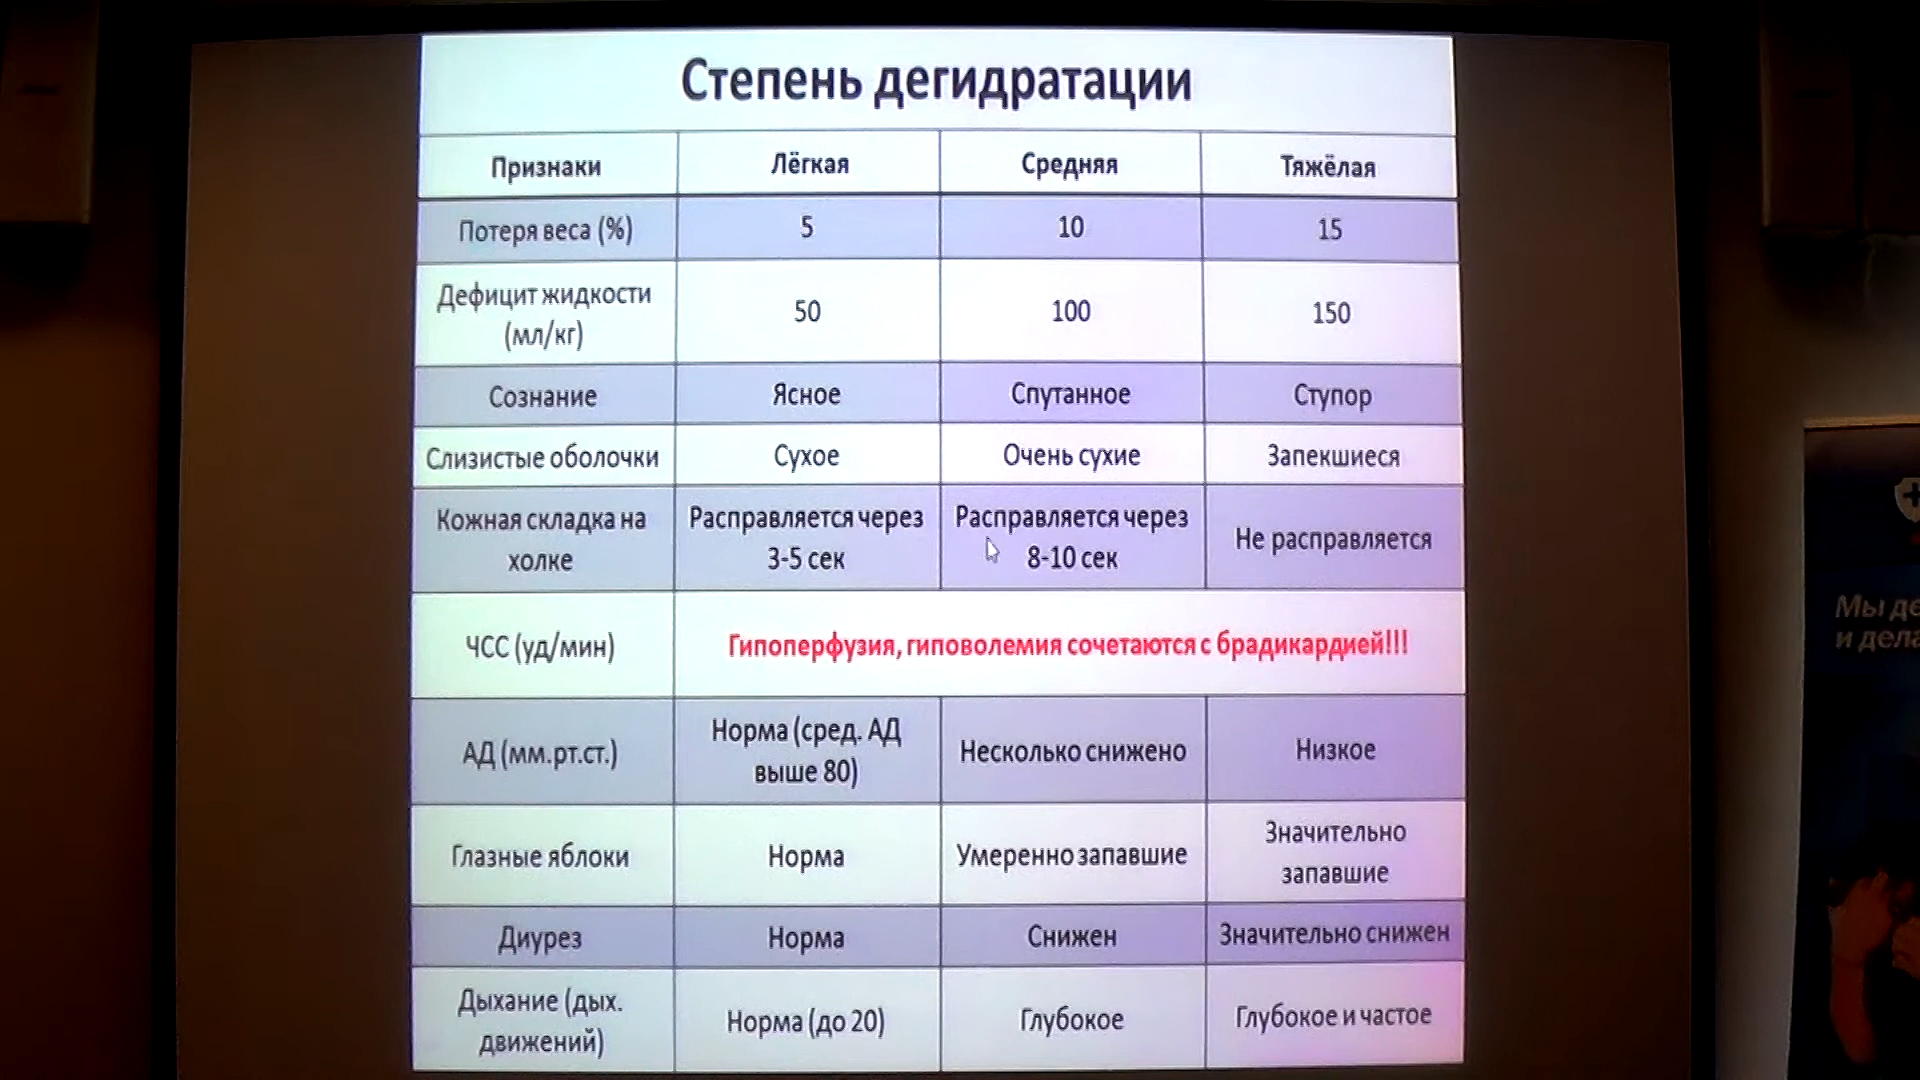 Степень дегидратации
Признаки
Лёгкая
Средняя
Тяжёлая
Потеря веса (%)
5
10
15
Дефицит жидкости
(мл/кг)
50
100
150
Сознание
Ясное
Спутанное
Ступор
Слизистые оболочки
Сухое
Очень сухие
Запекшиеся
Кожная складка на
холке
Расправляется через
3-5 сек
Расправляется через
8-10 сек
Не расправляется
ЧСС (уд/мин)
Гипоперфузия, гиповолемия сочетаются с брадикардией!!!
АД (мм.рт.ст.)
Норма (сред. АД
выше 80)
Несколько снижено
Низкое
Глазные яблоки
Норма
Умеренно запавшие
Значительно
запавшие
Диурез
Норма
Снижен
Значительно снижен
Дыхание (дых.
движений)
Норма (до 20)
Глубокое
Глубокое и частое
Мы
и